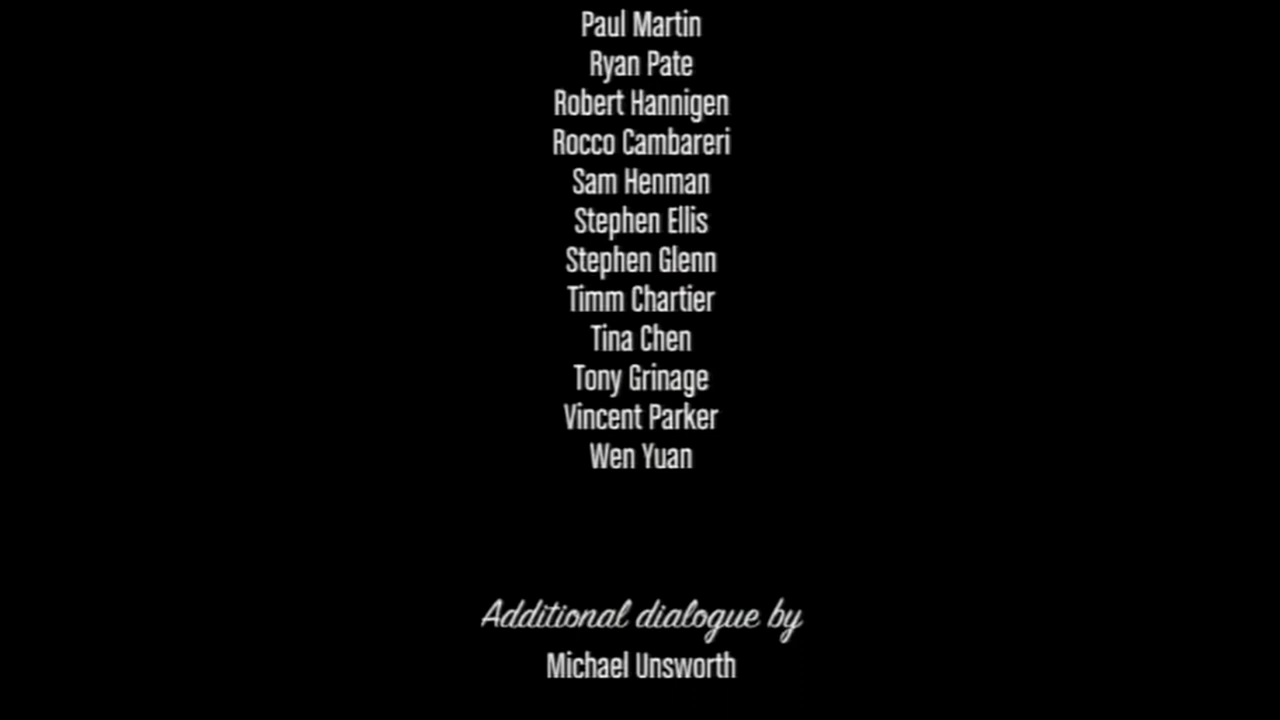 Paul Martin
Ryan Pate
Robert Hannigen
Rocco Cambareri
Sam Henman
Stephen Ellis
Stephen Glenn
Timm Chartier
Tina Chen
Tony Grinage
Vincent Parker
Wen Yuan
Additional dialogue by
Michael Unsworth